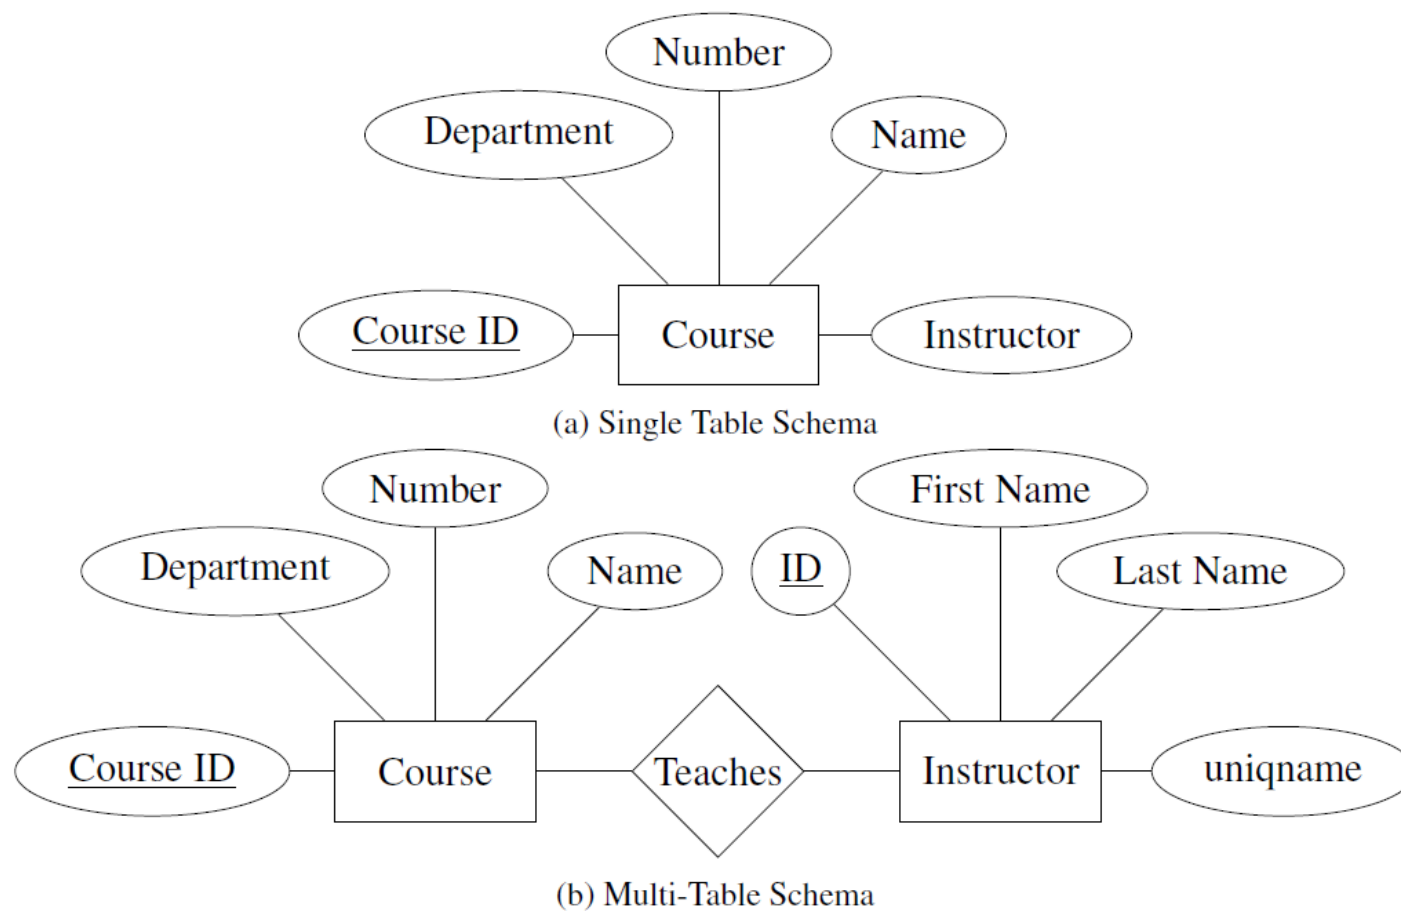 Number
Department
Name
Course ID
Course
Instructor
(a) Single Table Schema
Number
First Name
Department
Name
ID
Last Name
Course ID
Course
Teaches
Instructor
uniqname
(b) Multi-Table Schema